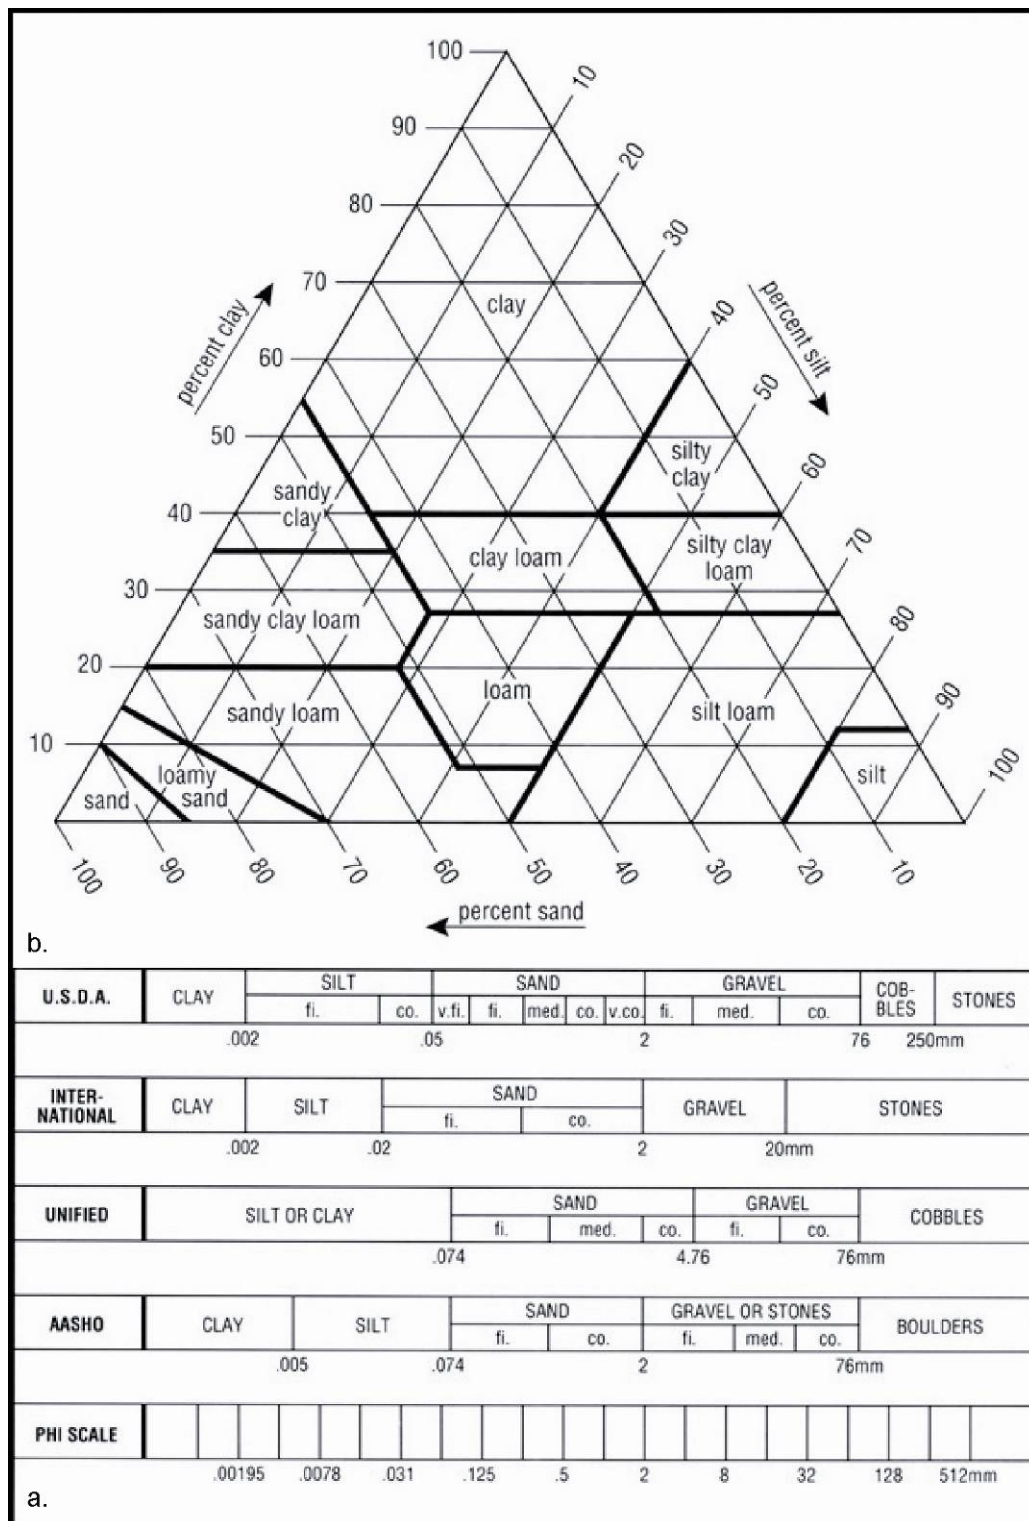 100
10
90
20
80
30
70
percent clay
clay
percent silt
40
60
50
50
silty
clay
60
sandy
clay
40
clay loam
silty clay
loam
70
30
sandy clay loam
80
20
loam
sandy loam
silt loam
90
10
loamy
sand
sand
silt
100
100 90 80 70 60 50 40 30 20 10
percent sand
b.
U.S.D.A. CLAY SILT SAND GRAVEL COB-
BLES STONES
fi. co. v.fi. fi. med. co. v.co. fi. med. co.
.002 .05 2 76 250mm
INTER-
NATIONAL CLAY SILT SAND GRAVEL STONES
fi. co.
.002 .02 2 20mm
UNIFIED SILT OR CLAY SAND GRAVEL COBBLES
fi. med. co. fi. co.
.074 4.76 76mm
AASHO CLAY SILT SAND GRAVEL OR STONES BOULDERS
fi. co. fi. med. co.
.005 .074 2 76mm
PHI SCALE
.00195 .0078 .031 .125 .5 2 8 32 128 512mm
a.